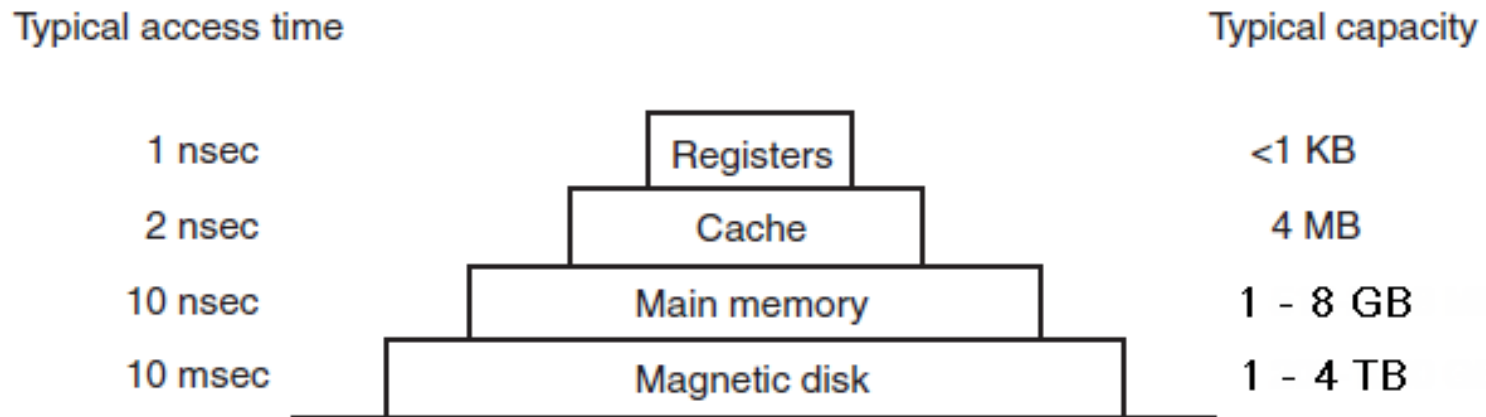 Typical access time Typical capacity
1 nsec Registers <1 KB
2 nsec Cache 4 MB
10 nsec Main memory 1 - 8 GB
10 msec Magnetic disk 1 - 4 TB